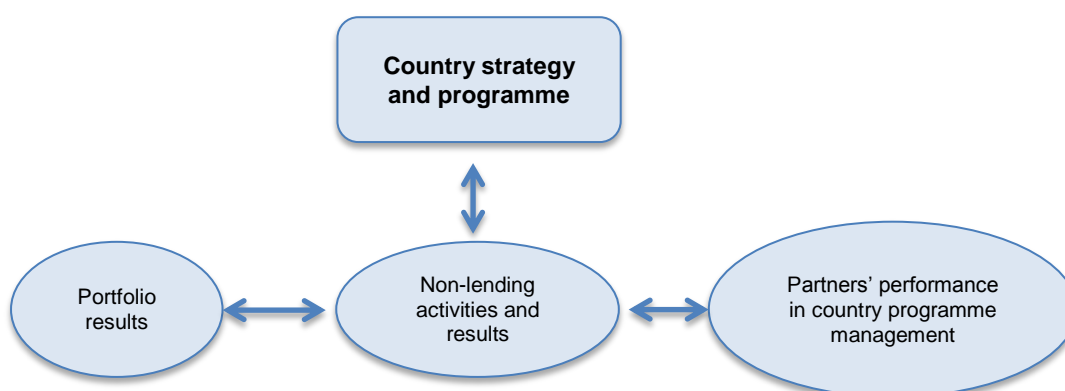 Country strategy
and programme
Portfolio
results
Non-lending
activities and
results
Partners’ performance
in country programme
management